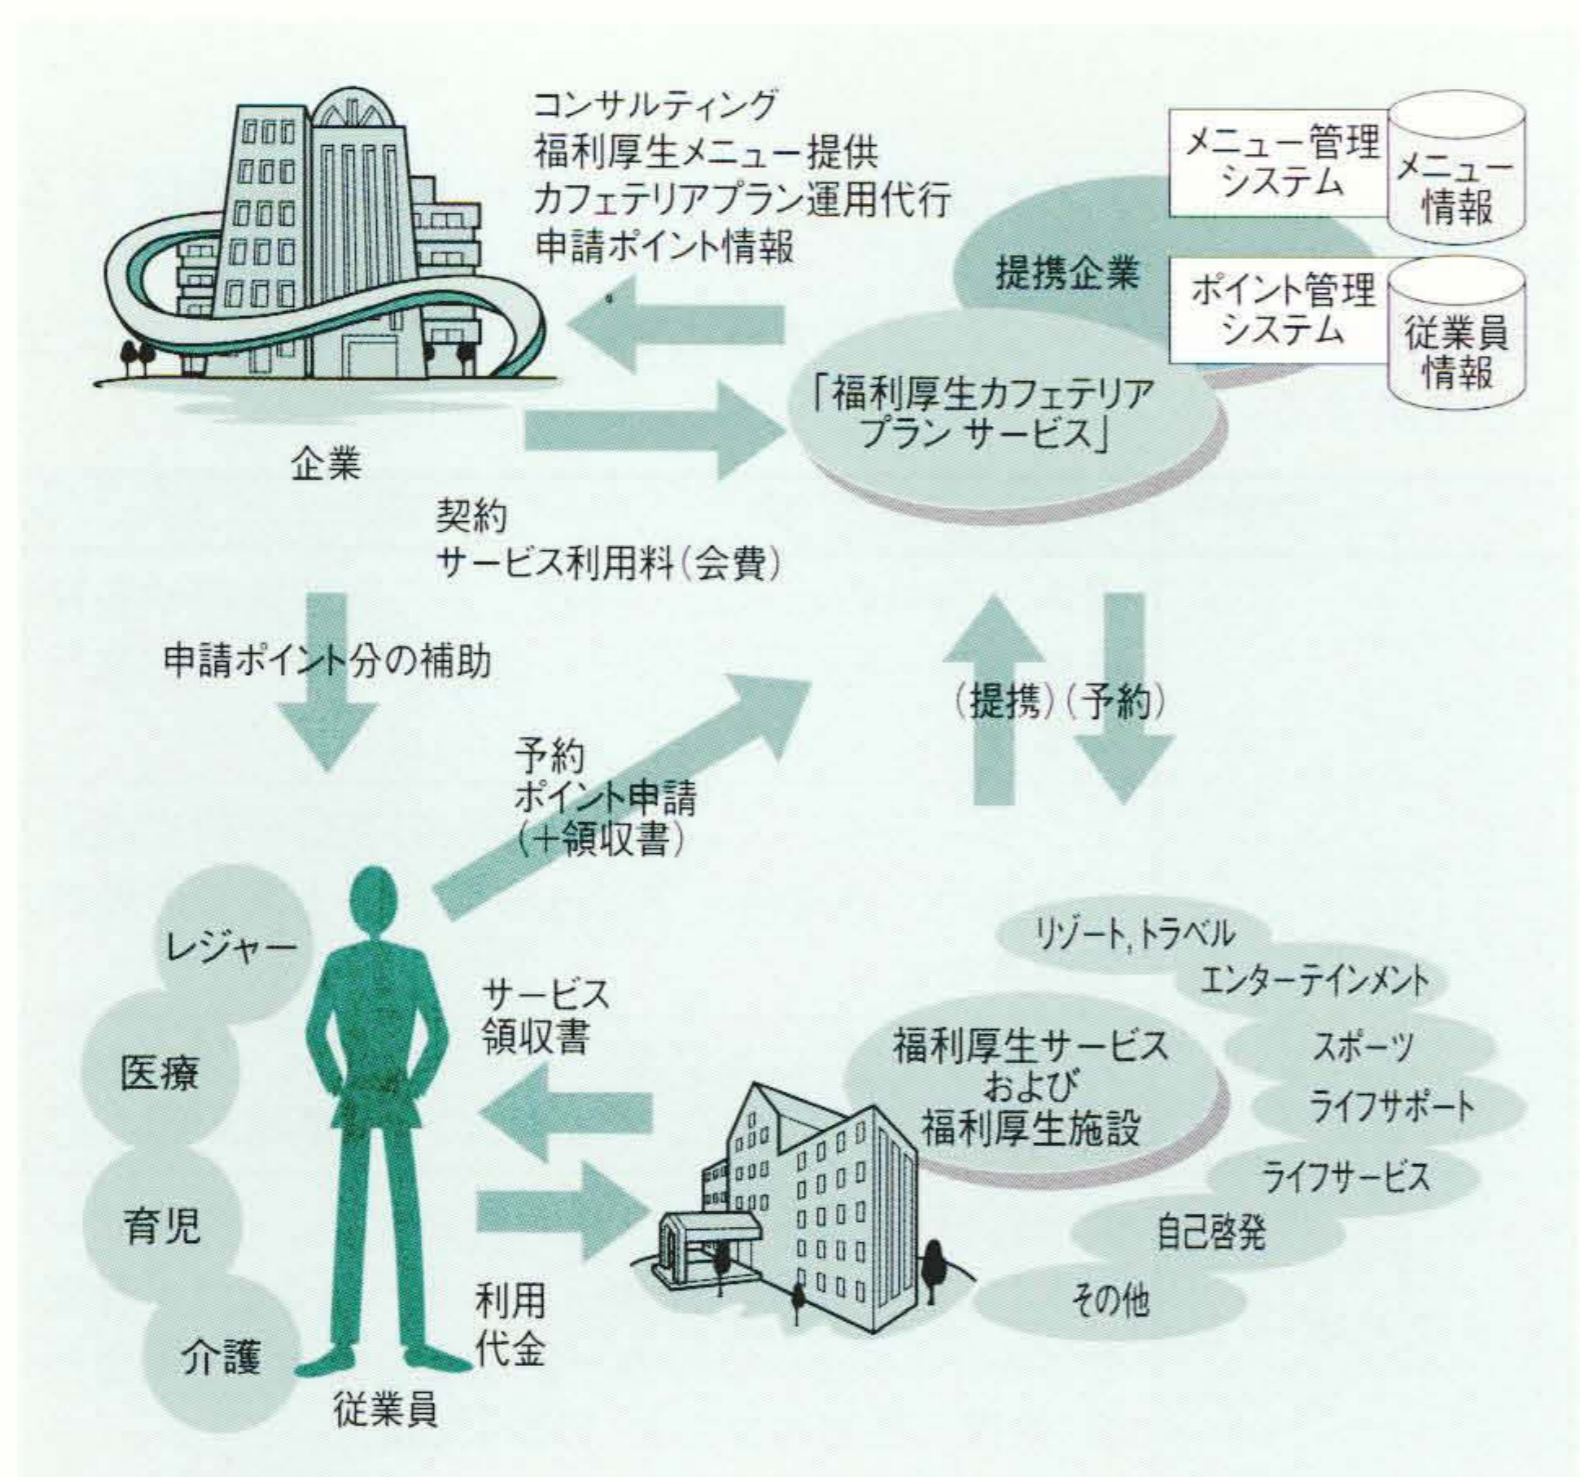 コンサルティング
福利厚生メニュー提供
カフェテリアプラン運用代行
申請ポイント情報
メニュー管理
システム
メニュー
情報
提携企業
ポイント管理
システム
従業員
情報
「福利厚生カフェテリア
プラン サービス」
企業
契約
サービス利用料(会費)
申請ポイント分の補助
(提携)(予約)
予約
ポイント申請
(+領収書)
レジャー
医療
育児
介護
従業員
サービス
領収書
利用
代金
福利厚生サービス
および
福利厚生施設
リゾート,トラベル
エンターテインメント
スポーツ
ライフサポート
ライフサービス
自己啓発
その他